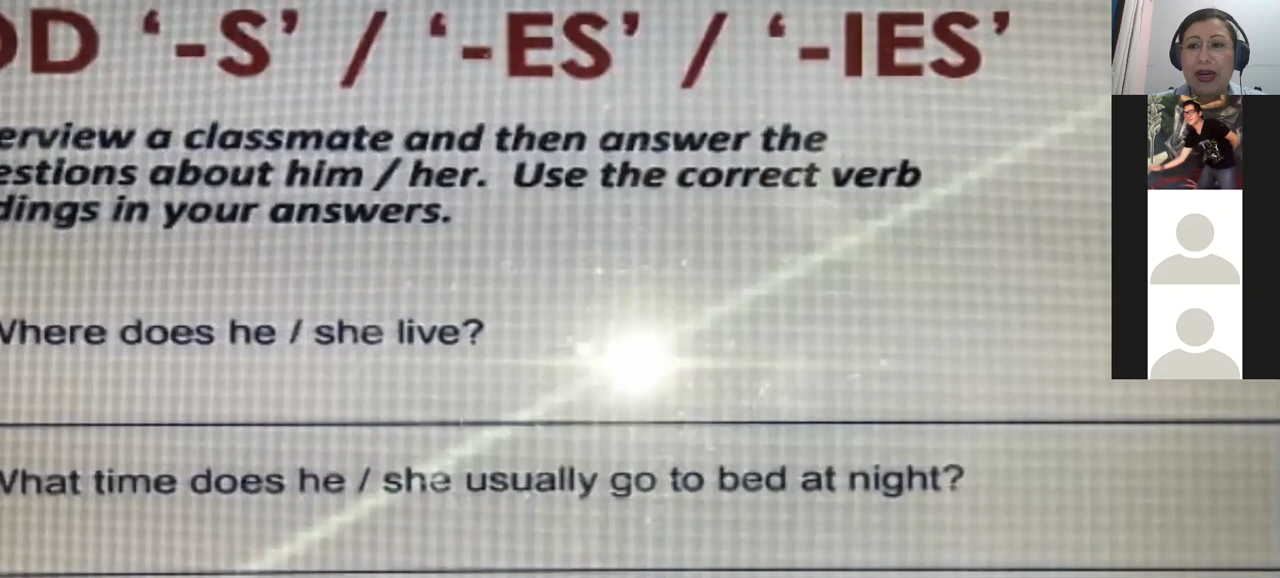 D '-S' / '-ES' / '-IES'
erview a classmate and then answer the
estions about him / her. Use the correct verb
dings in your answers.
Where does he / she live?
What time does he / she usually go to bed at night?